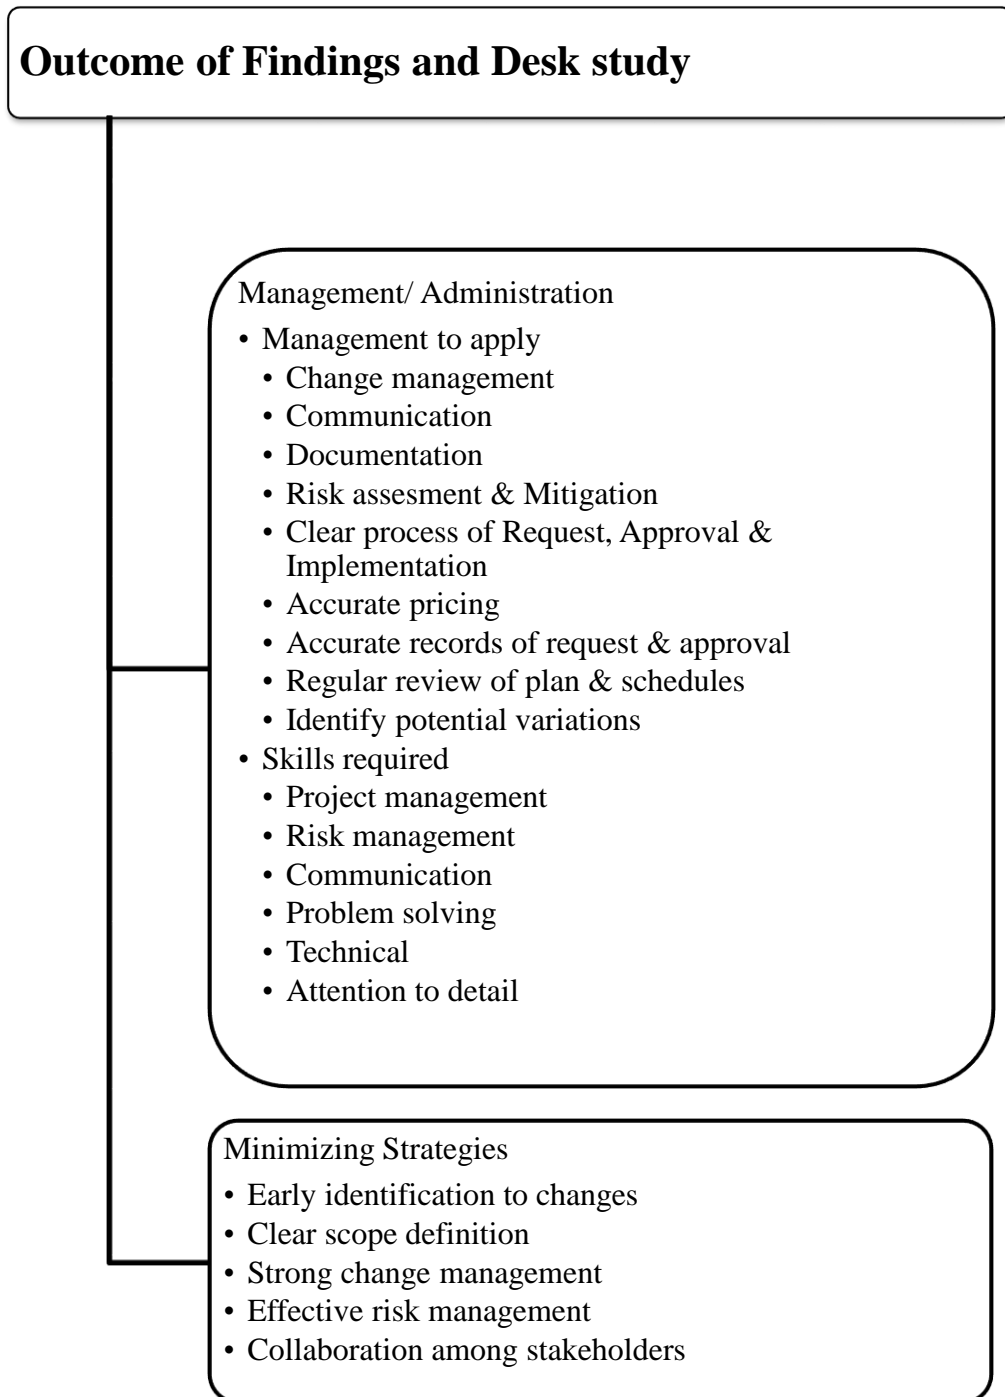 Outcome of Findings and Desk study
Management/ Administration
• Management to apply
• Change management
• Communication
• Documentation
• Risk assesment & Mitigation
• Clear process of Request, Approval &
Implementation
• Accurate pricing
• Accurate records of request & approval
• Regular review of plan & schedules
• Identify potential variations
• Skills required
• Project management
• Risk management
• Communication
• Problem solving
• Technical
• Attention to detail
Minimizing Strategies
• Early identification to changes
• Clear scope definition
• Strong change management
• Effective risk management
• Collaboration among stakeholders